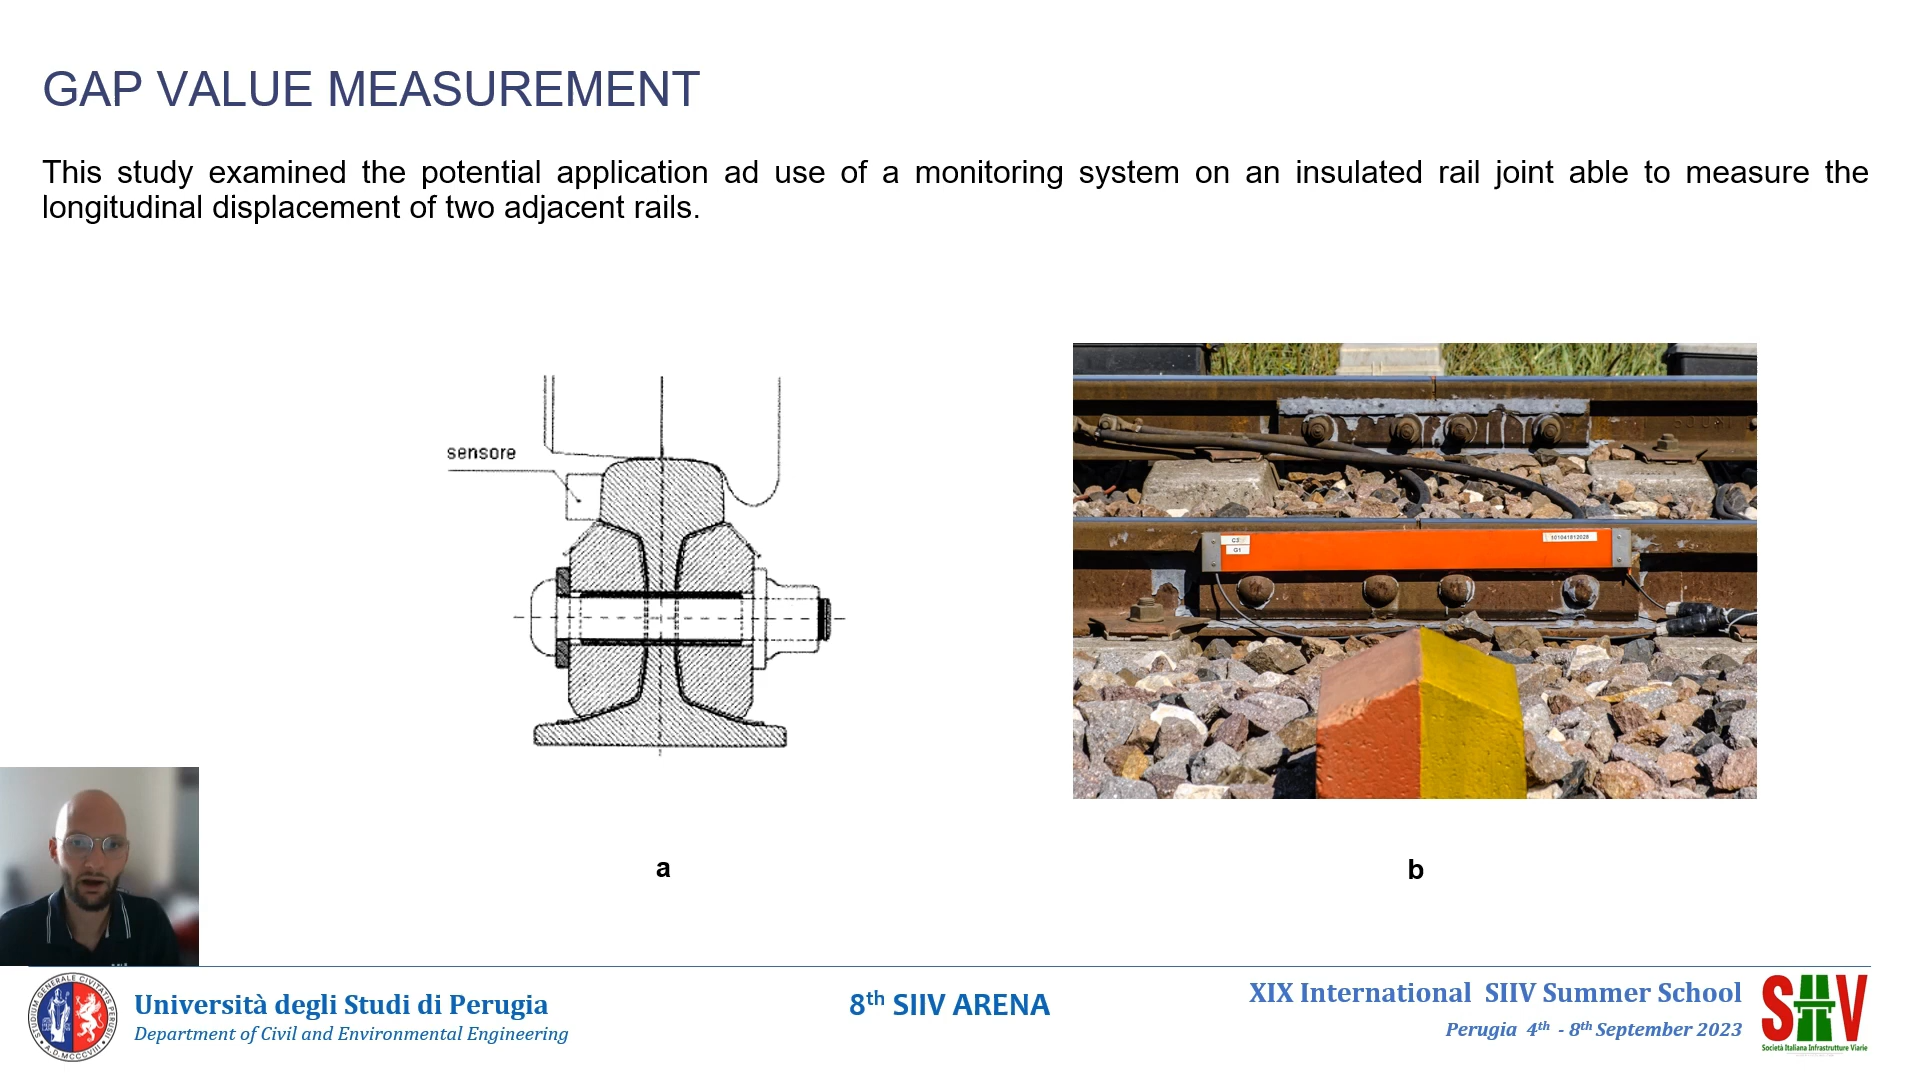 GAP VALUE MEASUREMENT
This study examined the potential application ad use of a monitoring system on an insulated rail joint able to measure the
longitudinal displacement of two adjacent rails.
sensore
C3
G1
a
b
Università degli Studi di Perugia
Department of Civil and Environmental Engineering
8th SIIV ARENA
XIX International SIIV Summer School
Perugia 4th - 8th September 2023
SIIV
Società Italiana Infrastrutture Viarie